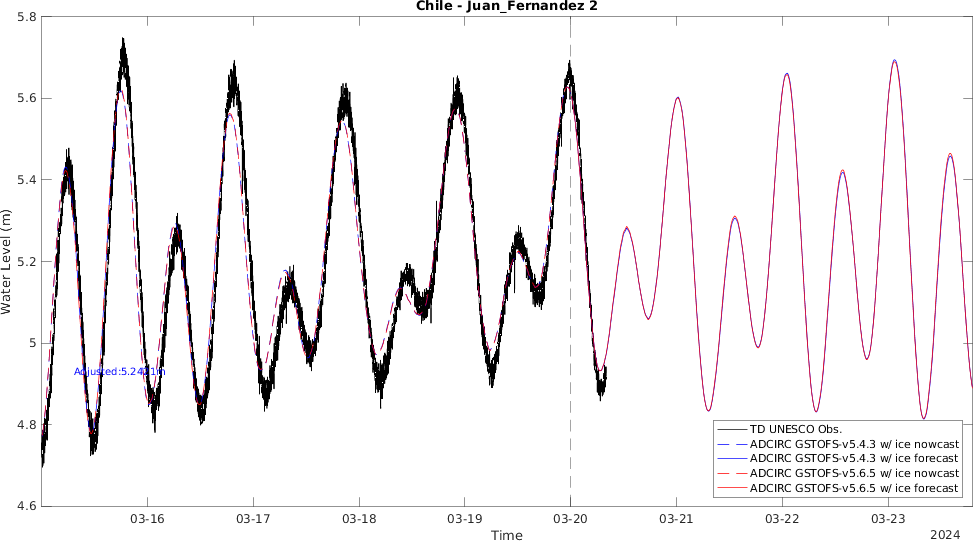 Chile - Juan_Fernandez 2
5.8
5.6
5.4
5.2
5
4.8
4.6
Water Level (m)
Adjusted:5.2421m
TD UNESCO Obs.
ADCIRC GSTOFS-v5.4.3 w/ ice nowcast
ADCIRC GSTOFS-v5.4.3 w/ ice forecast
ADCIRC GSTOFS-v5.6.5 w/ ice nowcast
ADCIRC GSTOFS-v5.6.5 w/ ice forecast
03-16 03-17 03-18 03-19 03-20 03-21 03-22 03-23
Time
2024